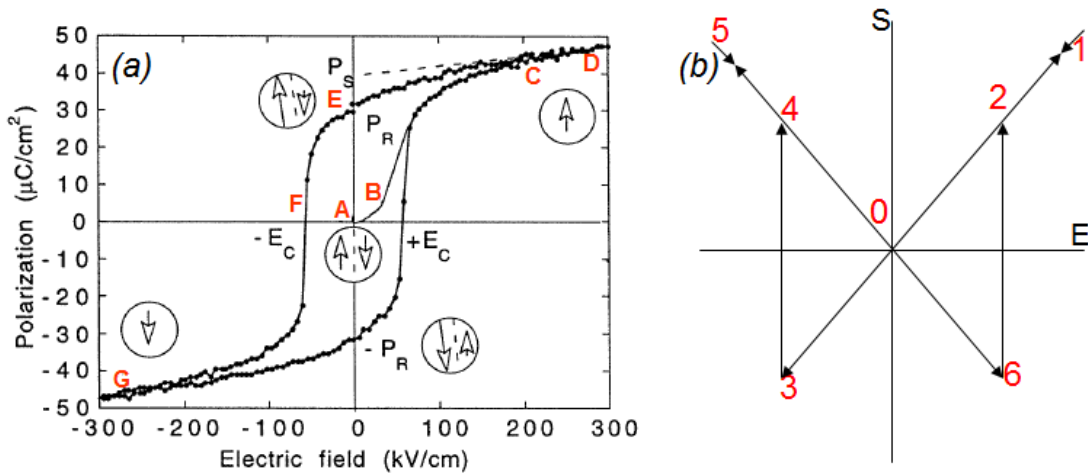 (a)
50
40
30
20
10
0
-10
-20
-30
-40
-50
Polarization (μC/cm²)
-300
-200
-100
0
100
200
300
Electric field (kV/cm)
P_S
E
P_R
C
D
F
A
B
- E_C
+E_C
- P_R
G
(b)
S
E
5
1
4
2
0
3
6